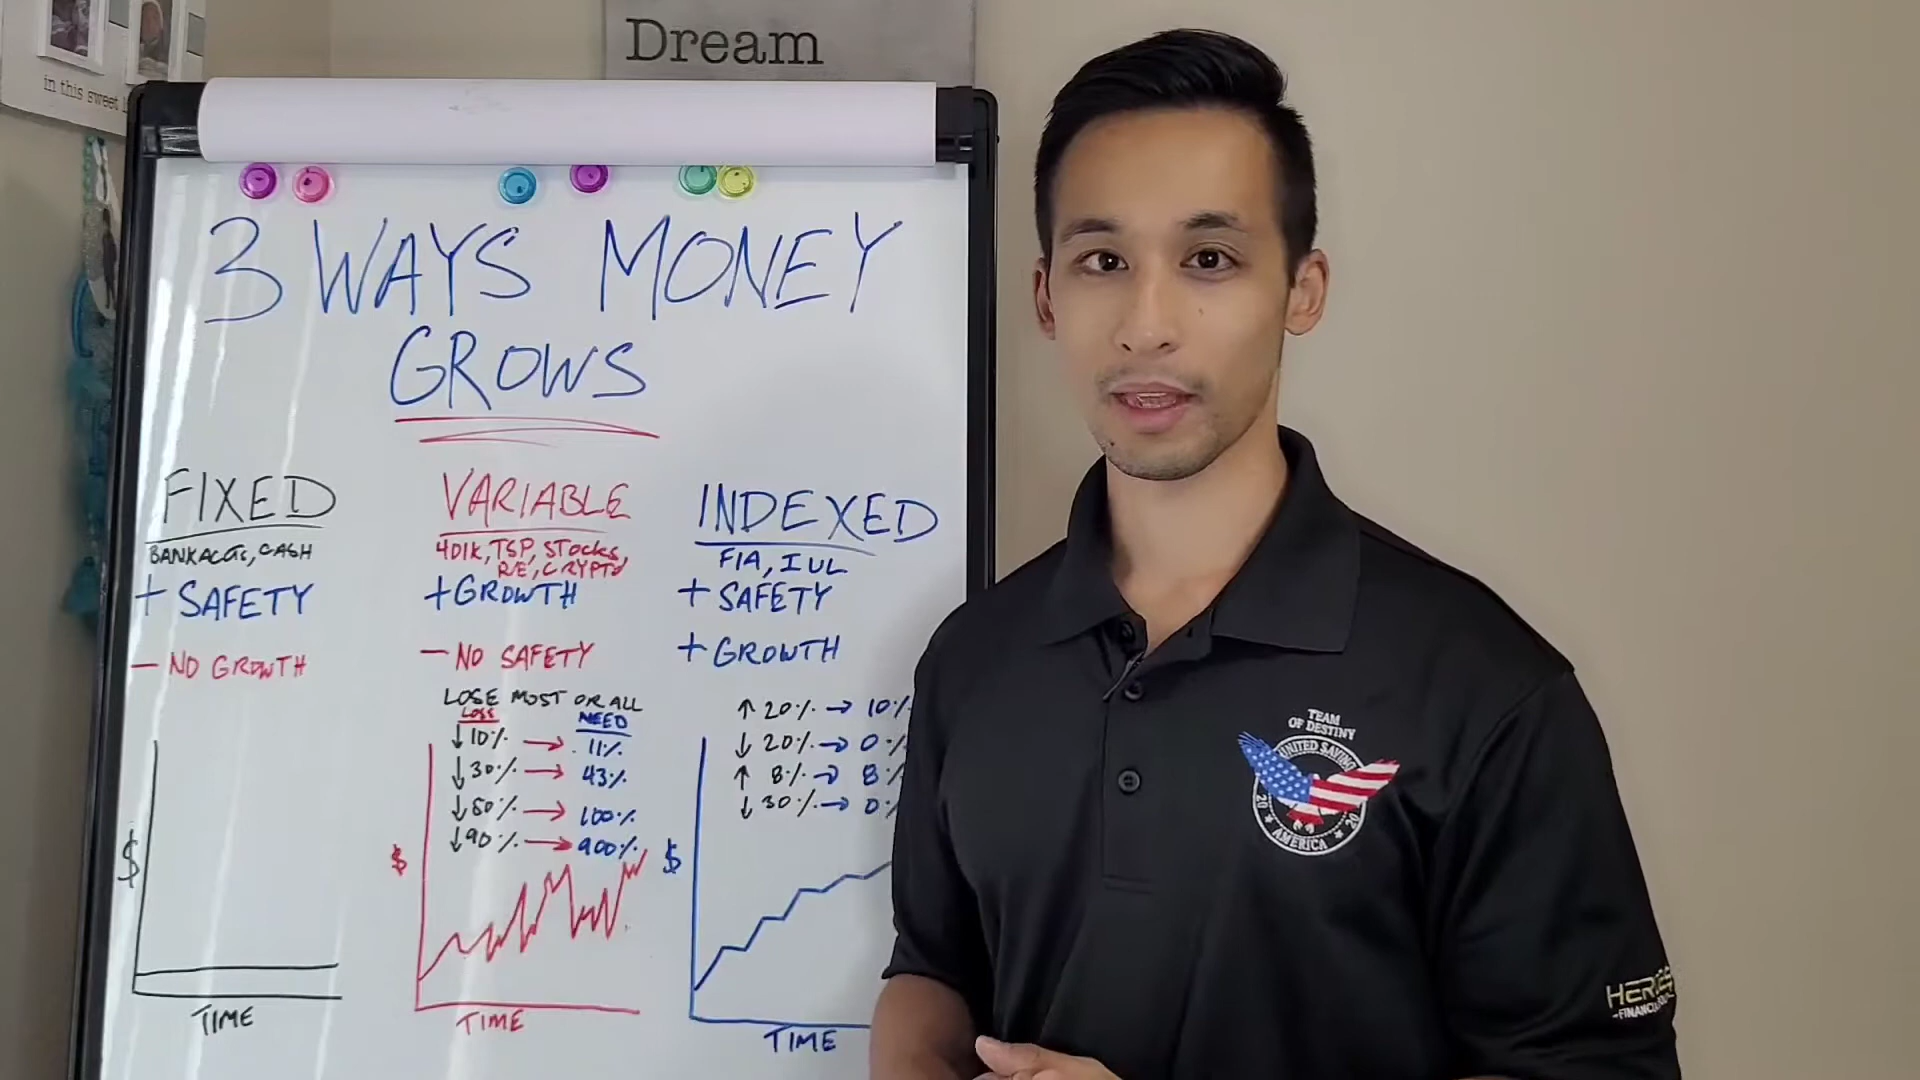 Dream
in this sweet
3 WAYS MONEY
GROWS
FIXED
BANK ACCTS, CASH
+ SAFETY
- NO GROWTH
$
TIME
VARIABLE
401K, TSP, STOCKS,
R/E, CRYPTO
+ GROWTH
- NO SAFETY
LOSE MOST OR ALL
LOSS NEED
↓10% → 11%
↓30% → 43%
↓50% → 100%
↓90% → 900%
$
TIME
INDEXED
FIA, IUL
+ SAFETY
+ GROWTH
↑ 20% → 10%
↓ 20% → 0%
↑ 8% → 8%
↓ 30% → 0%
$
TIME
TEAM
OF DESTINY
UNITED SAVING
20 20
AMERICA